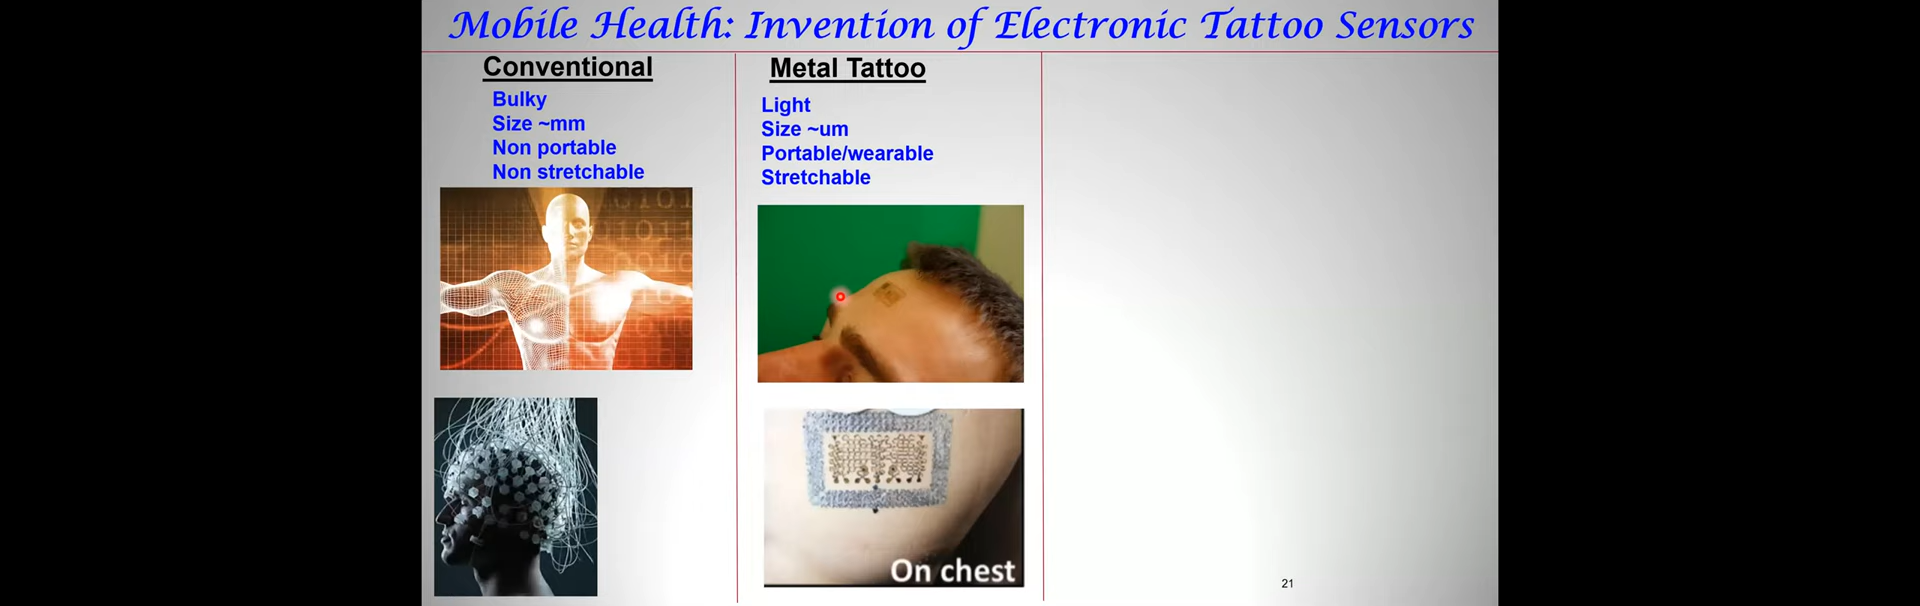 Mobile Health: Invention of Electronic Tattoo Sensors
Conventional
Bulky
Size ~mm
Non portable
Non stretchable
Metal Tattoo
Light
Size ~um
Portable/wearable
Stretchable
On chest
21